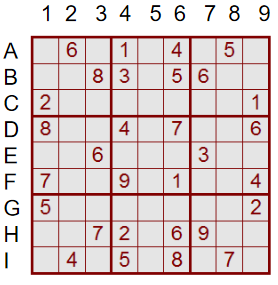 1 2 3 4 5 6 7 8 9
A 6 1 4 5
B 8 3 5 6
C 2 1
D 8 4 7 6
E 6 3
F 7 9 1 4
G 5 2
H 7 2 6 9
I 4 5 8 7